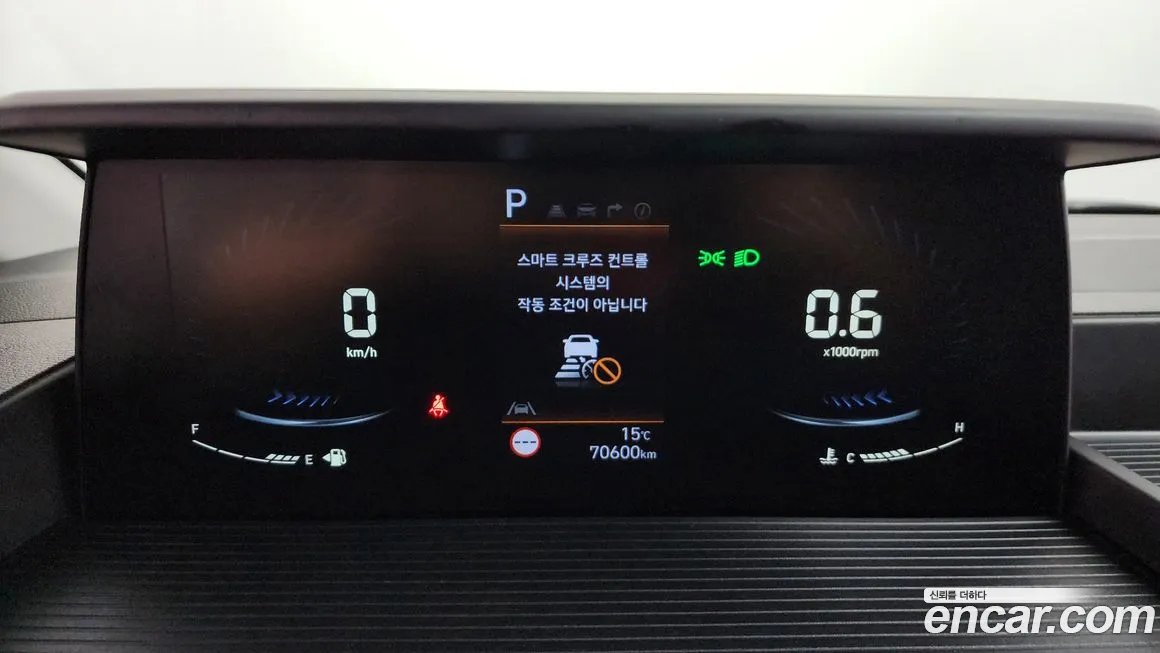 P
스마트 크루즈 컨트롤
시스템의
작동 조건이 아닙니다
0
km/h
0.6
x1000rpm
F
E
15℃
70600km
C
H
신뢰를 더하다
encar.com